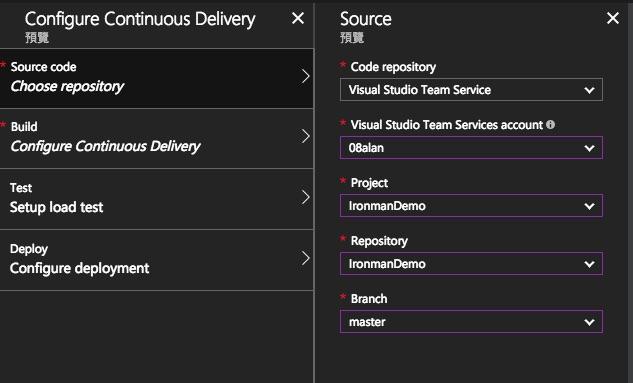 Configure Continuous Delivery
預覽
* Source code
Choose repository
* Build
Configure Continuous Delivery
Test
Setup load test
Deploy
Configure deployment
Source
預覽
* Code repository
Visual Studio Team Service
* Visual Studio Team Services account
08alan
* Project
IronmanDemo
* Repository
IronmanDemo
* Branch
master